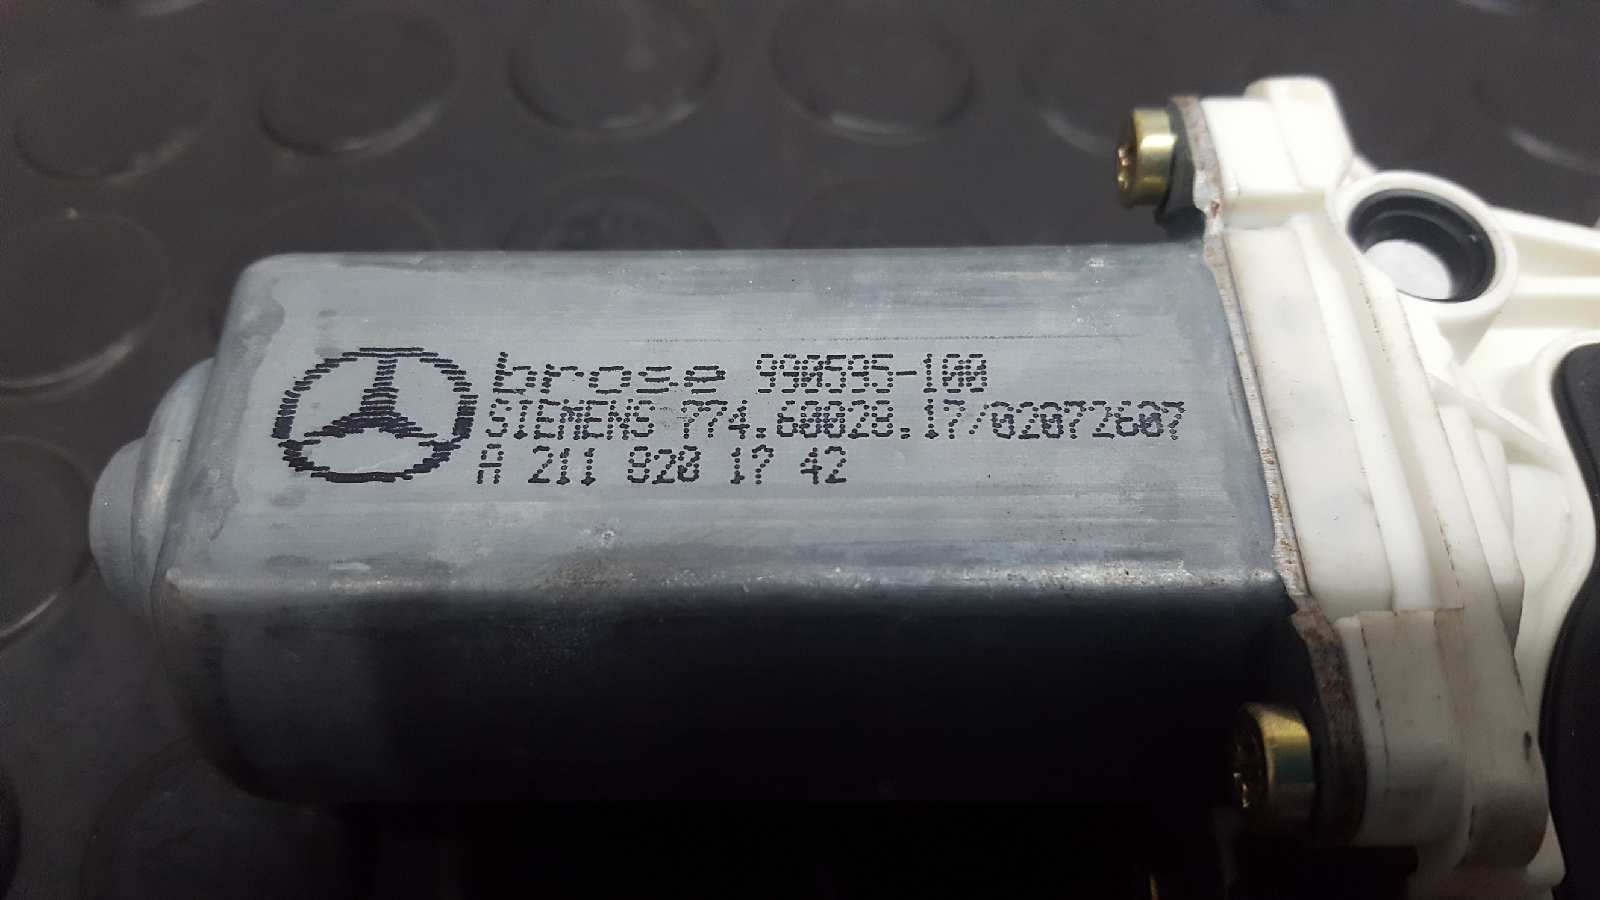 brose 990595-100
SIEMENS 774.60028.17/02072607
A 211 820 17 42